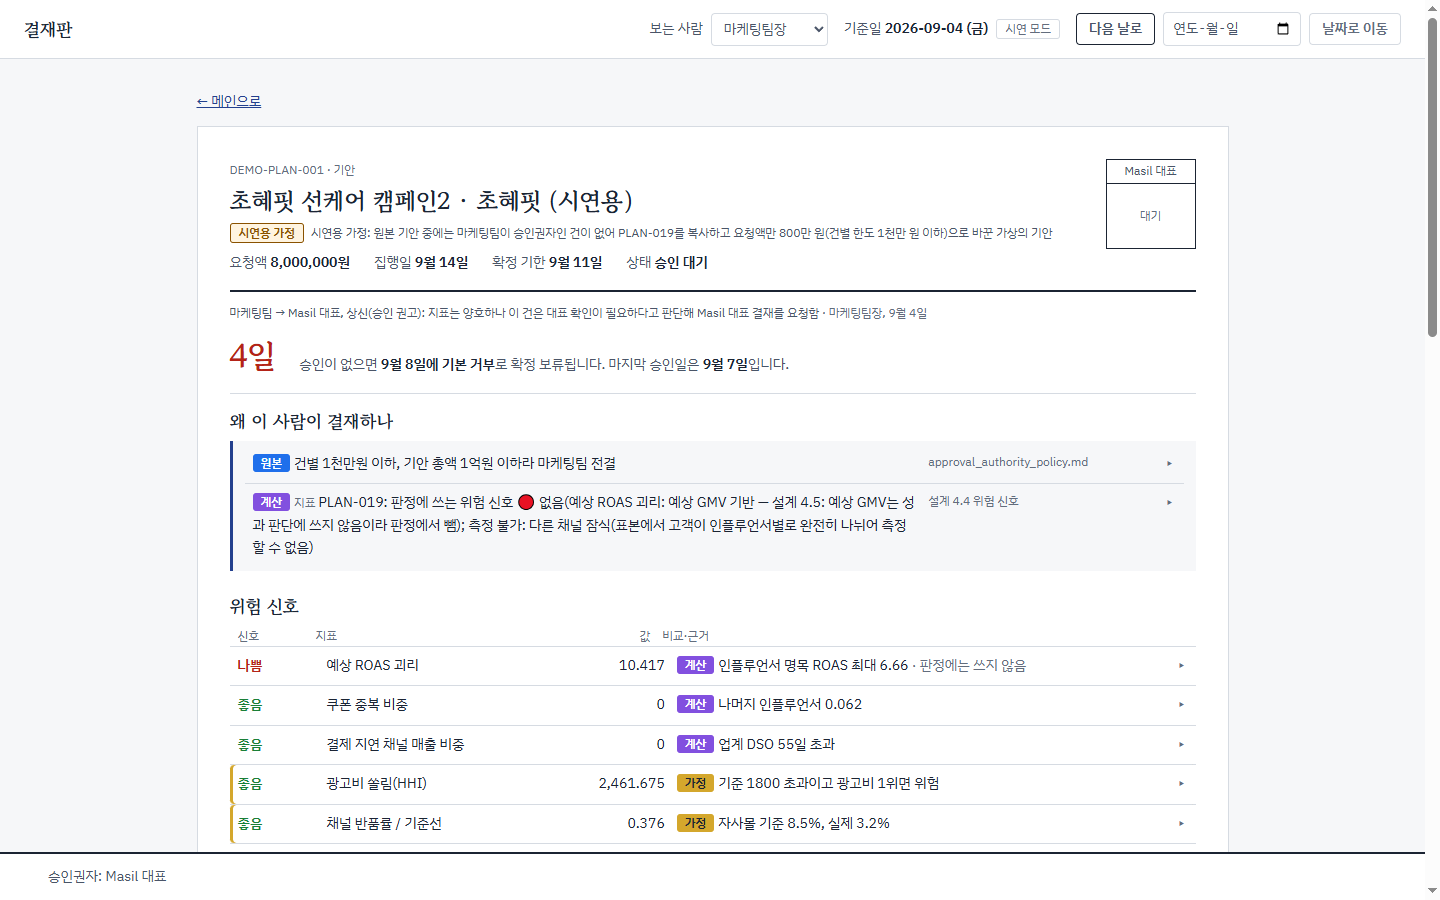 결재판
보는 사람 마케팅팀장 기준일 2026-09-04 (금) 시연 모드 다음 날로 연도-월-일 날짜로 이동
← 메인으로
DEMO-PLAN-001 · 기안
초혜핏 선케어 캠페인2 · 초혜핏 (시연용)
시연용 가정 시연용 가정: 원본 기안 중에는 마케팅팀이 승인권자인 건이 없어 PLAN-019를 복사하고 요청액만 800만 원(건별 한도 1천만 원 이하)으로 바꾼 가상의 기안
요청액 8,000,000원 집행일 9월 14일 확정 기한 9월 11일 상태 승인 대기
Masil 대표
대기
마케팅팀 → Masil 대표, 상신(승인 권고): 지표는 양호하나 이 건은 대표 확인이 필요하다고 판단해 Masil 대표 결재를 요청함 · 마케팅팀장, 9월 4일
4일 승인이 없으면 9월 8일에 기본 거부로 확정 보류됩니다. 마지막 승인일은 9월 7일입니다.
왜 이 사람이 결재하나
원본 건별 1천만원 이하, 기안 총액 1억원 이하라 마케팅팀 전결 approval_authority_policy.md ▸
계산 지표 PLAN-019: 판정에 쓰는 위험 신호 🔴 없음(예상 ROAS 괴리: 예상 GMV 기반 — 설계 4.5: 예상 GMV는 성 설계 4.4 위험 신호 ▸
과 판단에 쓰지 않음이라 판정에서 뺌); 측정 불가: 다른 채널 잠식(표본에서 고객이 인플루언서별로 완전히 나뉘어 측정
할 수 없음)
위험 신호
신호 지표 값 비교·근거
나쁨 예상 ROAS 괴리 10.417 계산 인플루언서 명목 ROAS 최대 6.66 · 판정에는 쓰지 않음 ▸
좋음 쿠폰 중복 비중 0 계산 나머지 인플루언서 0.062 ▸
좋음 결제 지연 채널 매출 비중 0 계산 업계 DSO 55일 초과 ▸
좋음 광고비 쏠림(HHI) 2,461.675 가정 기준 1800 초과이고 광고비 1위면 위험 ▸
좋음 채널 반품률 / 기준선 0.376 가정 자사몰 기준 8.5%, 실제 3.2% ▸
승인권자: Masil 대표